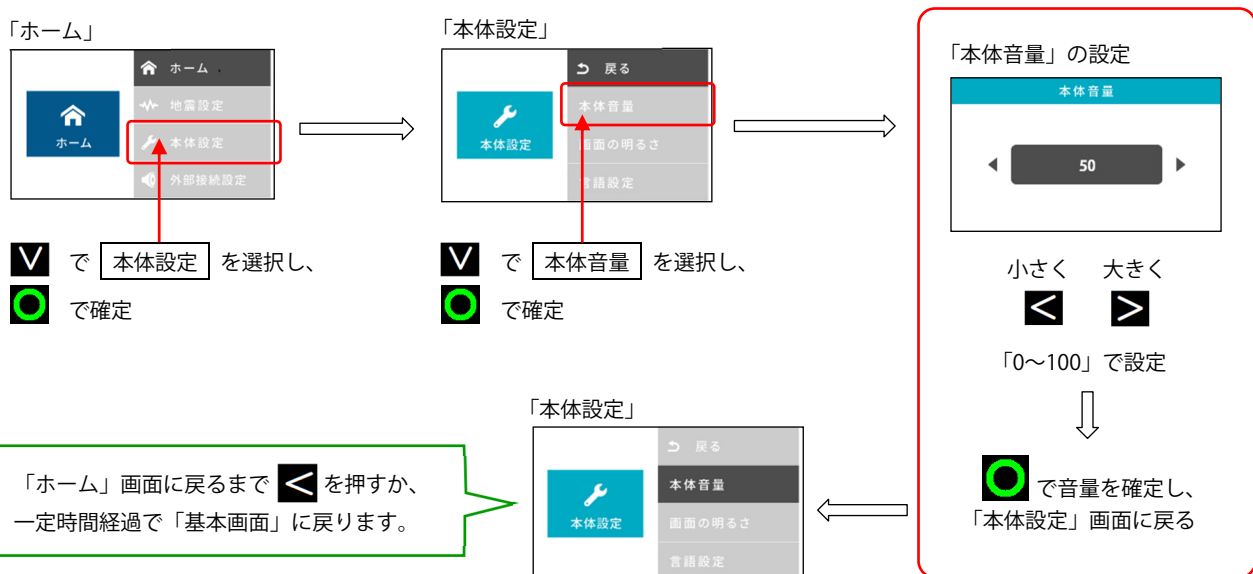 「ホーム」
ホーム
ホーム
地震設定
本体設定
外部接続設定
∨ で 本体設定 を選択し、
で確定
「本体設定」
本体設定
戻る
本体音量
画面の明るさ
言語設定
∨ で 本体音量 を選択し、
で確定
「本体音量」の設定
本体音量
50
小さく 大きく
< >
「0～100」で設定
で音量を確定し、
「本体設定」画面に戻る
「本体設定」
本体設定
戻る
本体音量
画面の明るさ
言語設定
「ホーム」画面に戻るまで < を押すか、
一定時間経過で「基本画面」に戻ります。